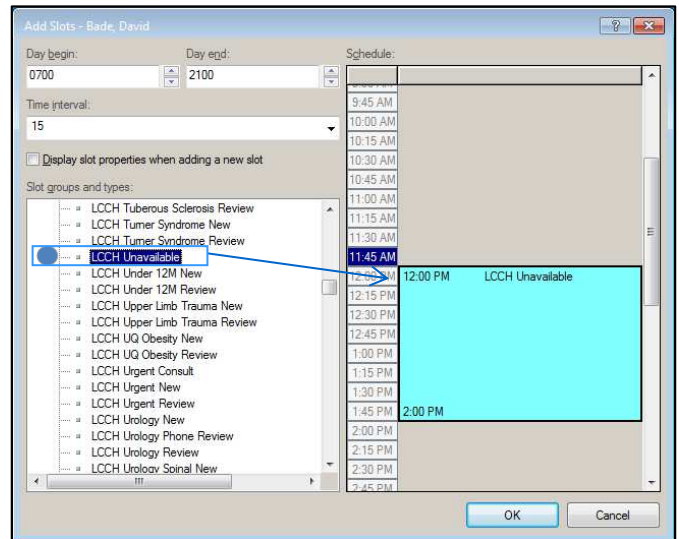 Add Slots - Bade, David
Day begin:
Day end:
Schedule:
0700
2100
Time interval:
15
Display slot properties when adding a new slot
Slot groups and types:
LCCH Tuberous Sclerosis Review
LCCH Turner Syndrome New
LCCH Turner Syndrome Review
LCCH Unavailable
LCCH Under 12M New
LCCH Under 12M Review
LCCH Upper Limb Trauma New
LCCH Upper Limb Trauma Review
LCCH UQ Obesity New
LCCH UQ Obesity Review
LCCH Urgent Consult
LCCH Urgent New
LCCH Urgent Review
LCCH Urology New
LCCH Urology Phone Review
LCCH Urology Review
LCCH Urology Spinal New
9:45 AM
10:00 AM
10:15 AM
10:30 AM
10:45 AM
11:00 AM
11:15 AM
11:30 AM
11:45 AM
12:00 PM 12:00 PM LCCH Unavailable
12:15 PM
12:30 PM
12:45 PM
1:00 PM
1:15 PM
1:30 PM
1:45 PM 2:00 PM
2:00 PM
2:15 PM
2:30 PM
2:45 PM
OK
Cancel